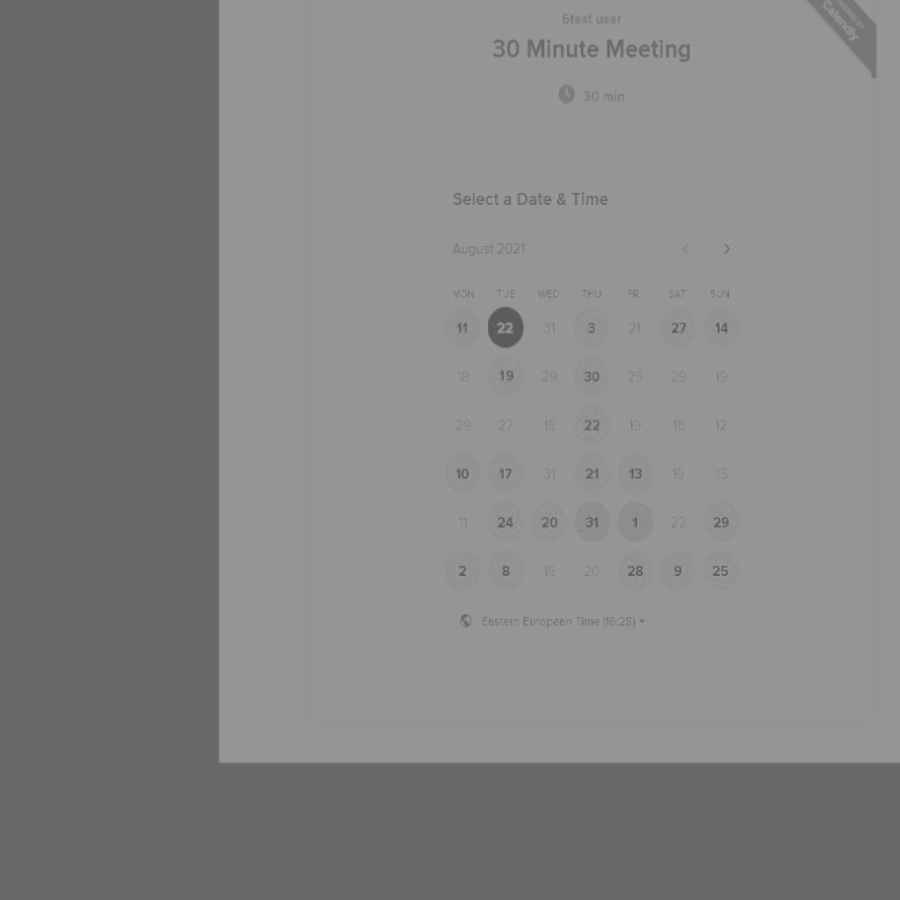 6test user
30 Minute Meeting
30 min
Calendly
Select a Date & Time
August 2021
MON TUE WED THU FRI SAT SUN
11 22 31 3 21 27 14
18 19 29 30 25 29 19
29 27 16 22 19 16 12
10 17 31 21 13 19 15
11 24 20 31 1 22 29
2 8 16 20 28 9 25
Eastern European Time (16:28)